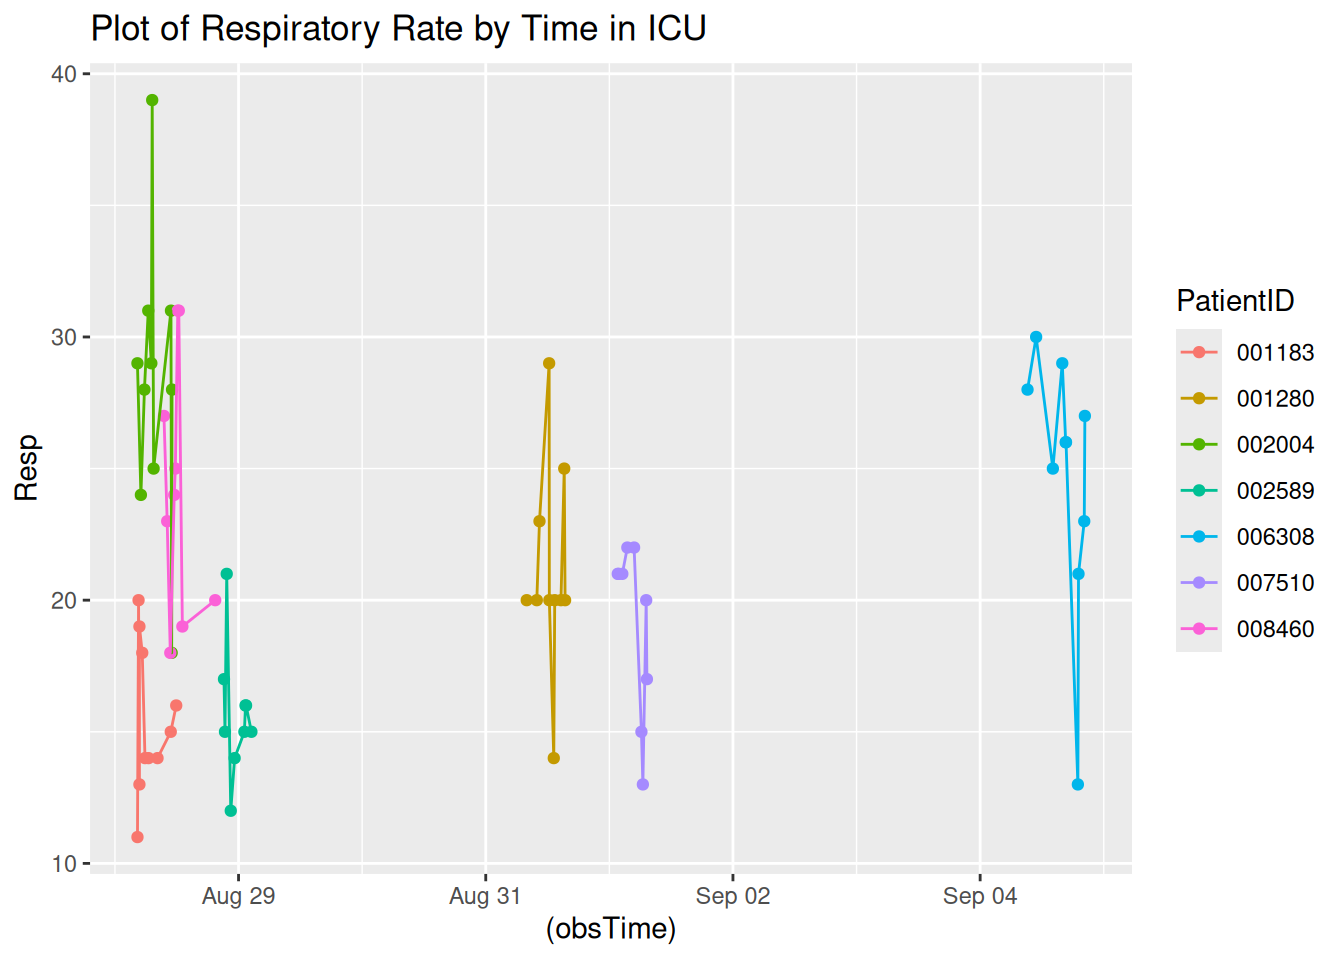 Plot of Respiratory Rate by Time in ICU
40
30
20
10
Resp
Aug 29
Aug 31
Sep 02
Sep 04
(obsTime)
PatientID
001183
001280
002004
002589
006308
007510
008460